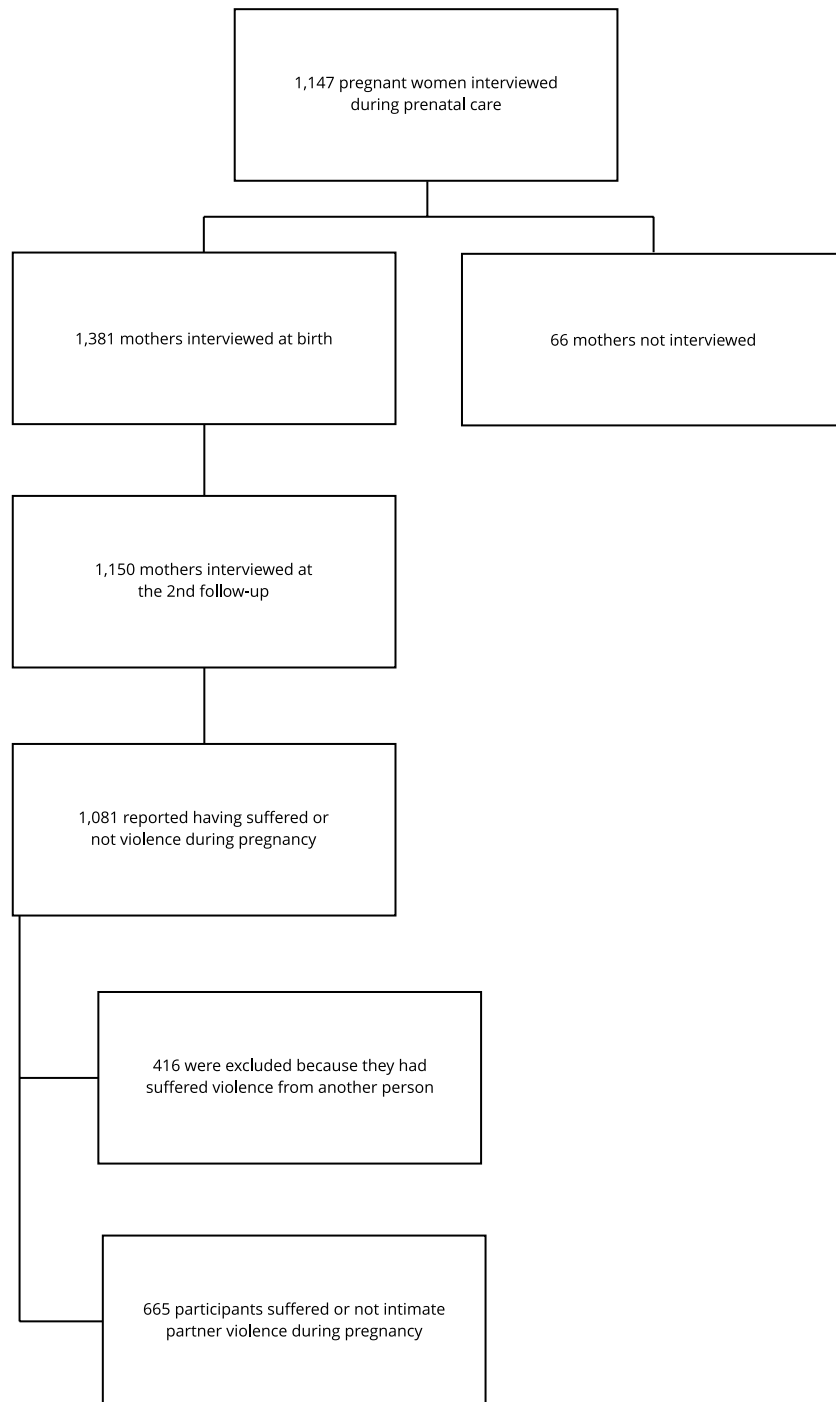 1,147 pregnant women interviewed
during prenatal care
1,381 mothers interviewed at birth
66 mothers not interviewed
1,150 mothers interviewed at
the 2nd follow-up
1,081 reported having suffered or
not violence during pregnancy
416 were excluded because they had
suffered violence from another person
665 participants suffered or not intimate
partner violence during pregnancy